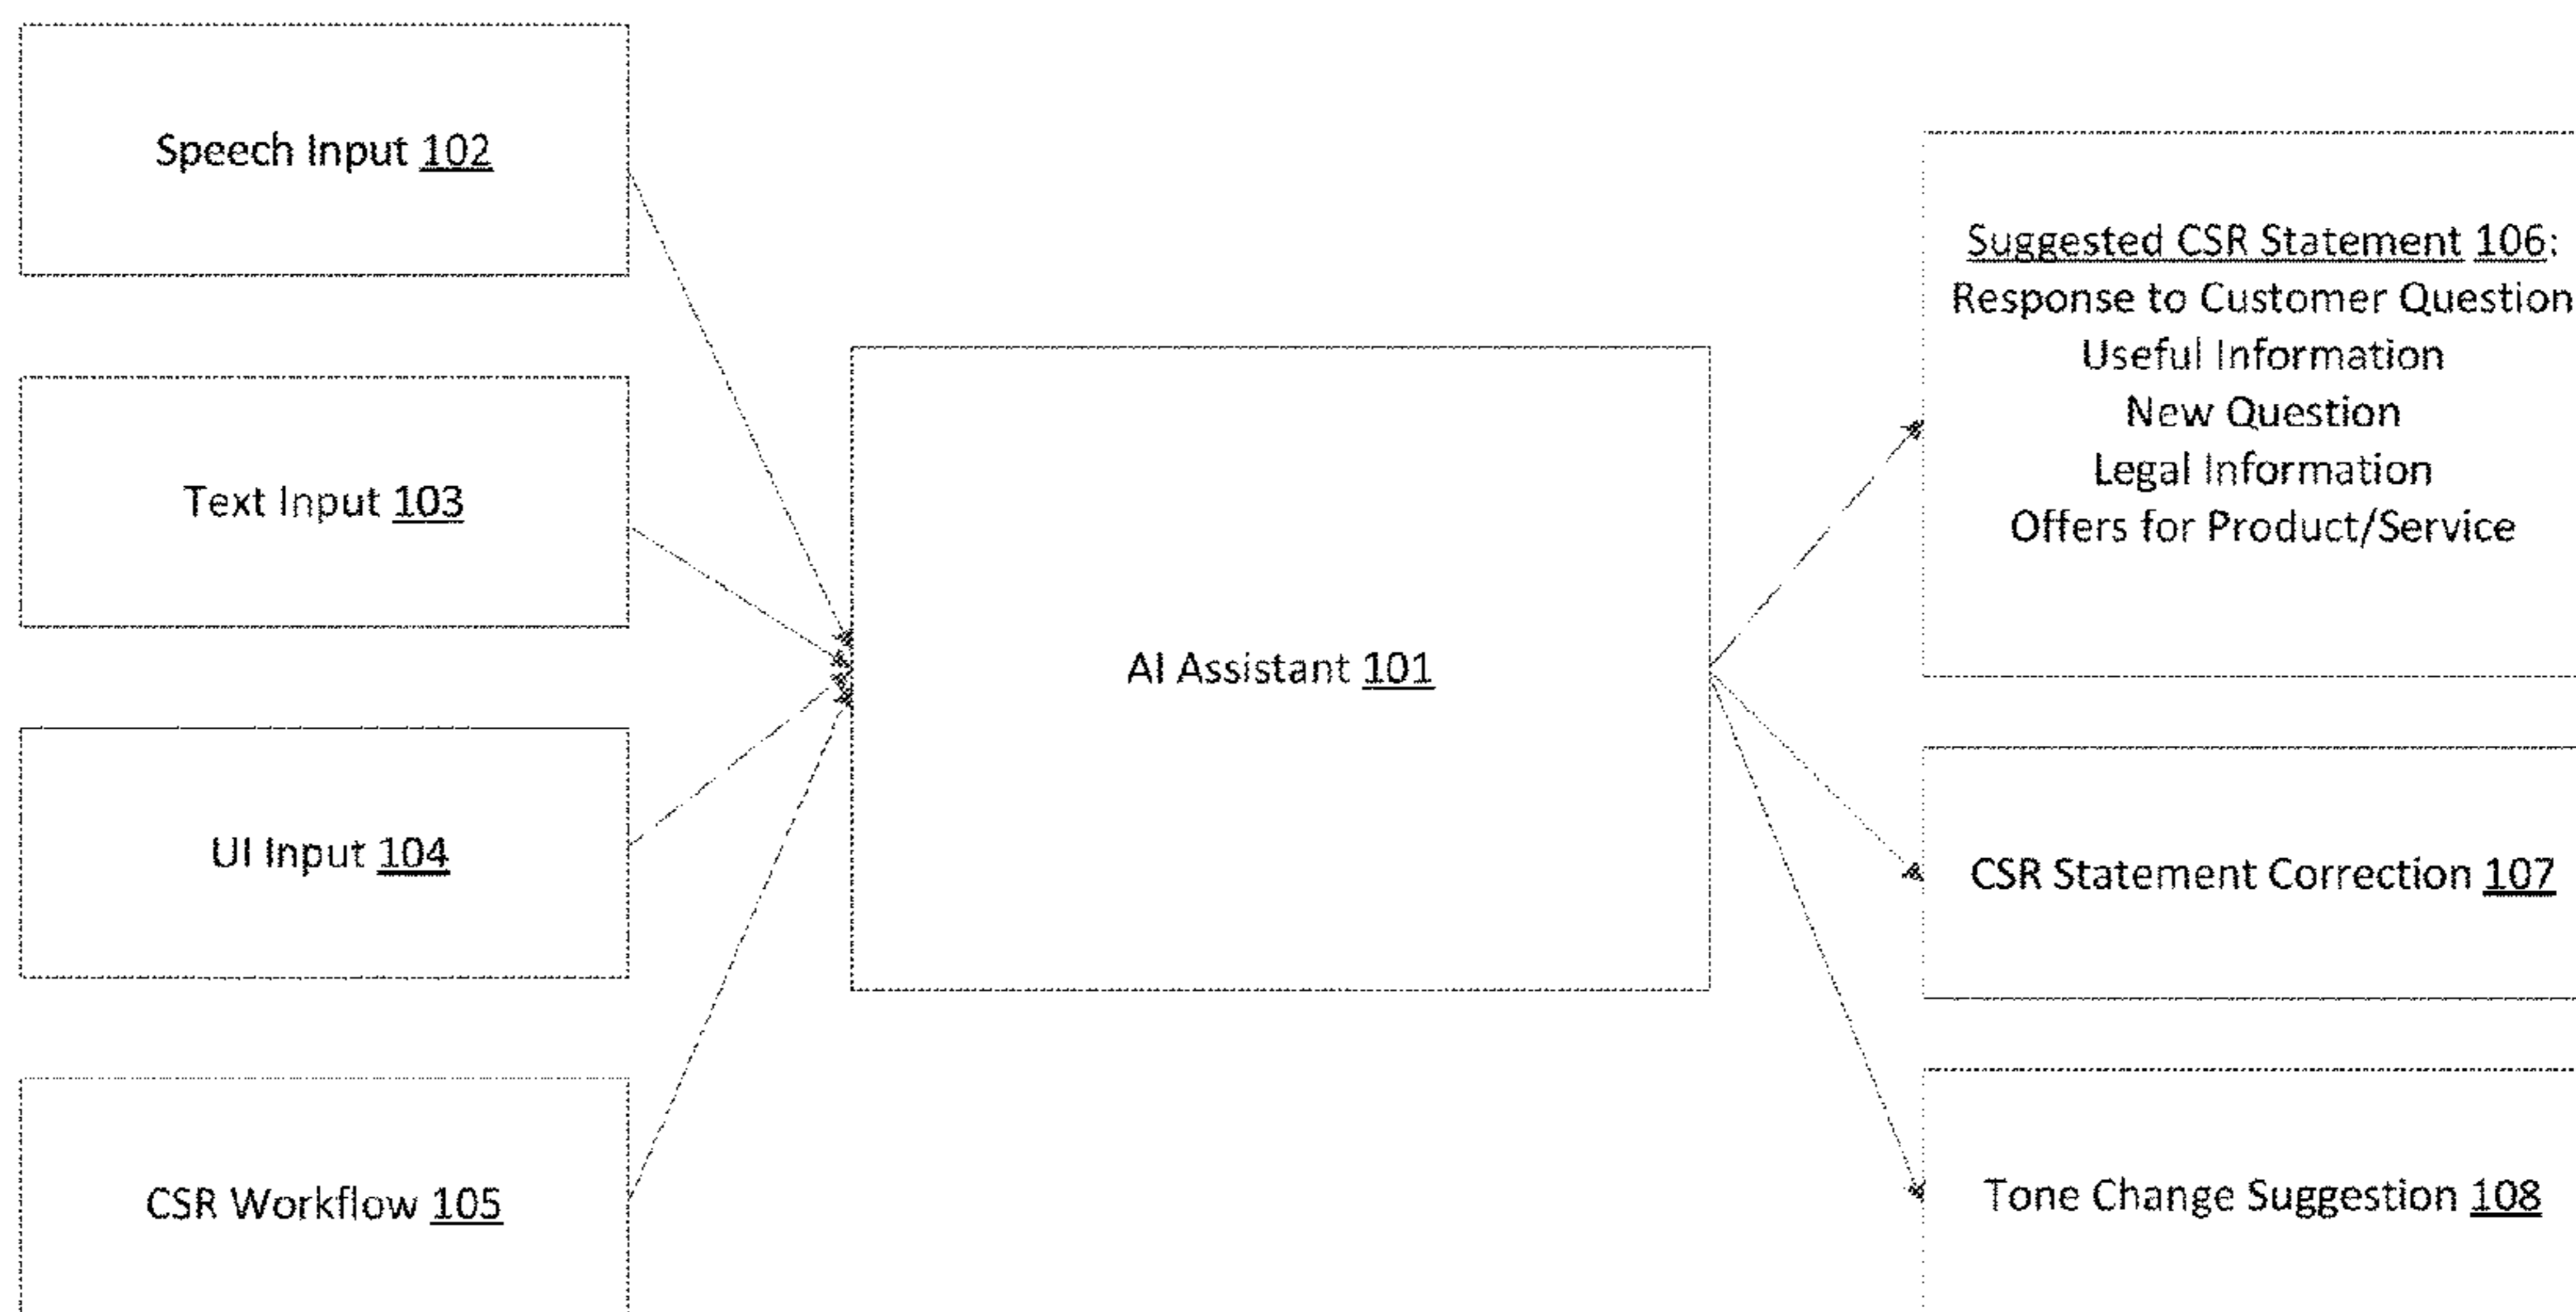 Speech Input 102
Text Input 103
UI Input 104
CSR Workflow 105
AI Assistant 101
Suggested CSR Statement 106:
Response to Customer Question
Useful Information
New Question
Legal Information
Offers for Product/Service
CSR Statement Correction 107
Tone Change Suggestion 108